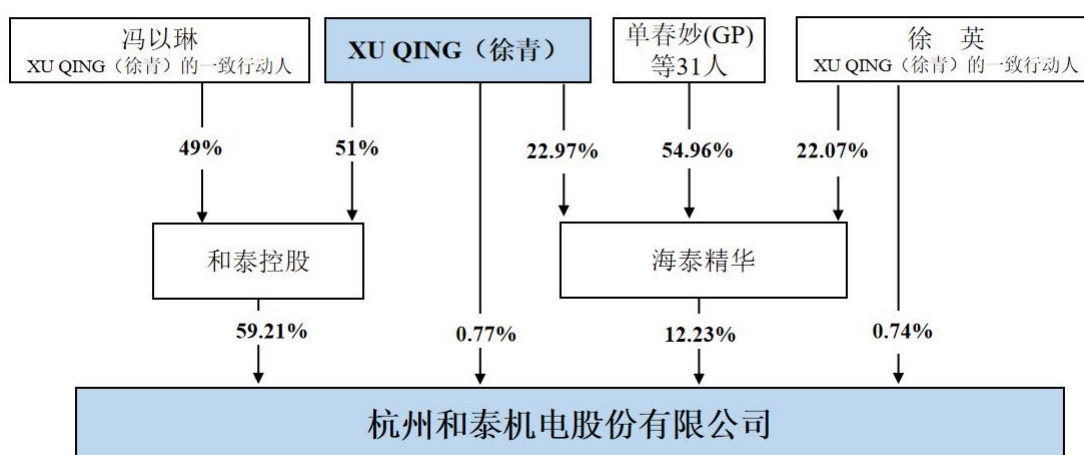 冯以琳
XU QING（徐青）的一致行动人
XU QING（徐青）
单春妙(GP)
等31人
徐　英
XU QING（徐青）的一致行动人
49%
51%
22.97%
54.96%
22.07%
和泰控股
海泰精华
59.21%
0.77%
12.23%
0.74%
杭州和泰机电股份有限公司